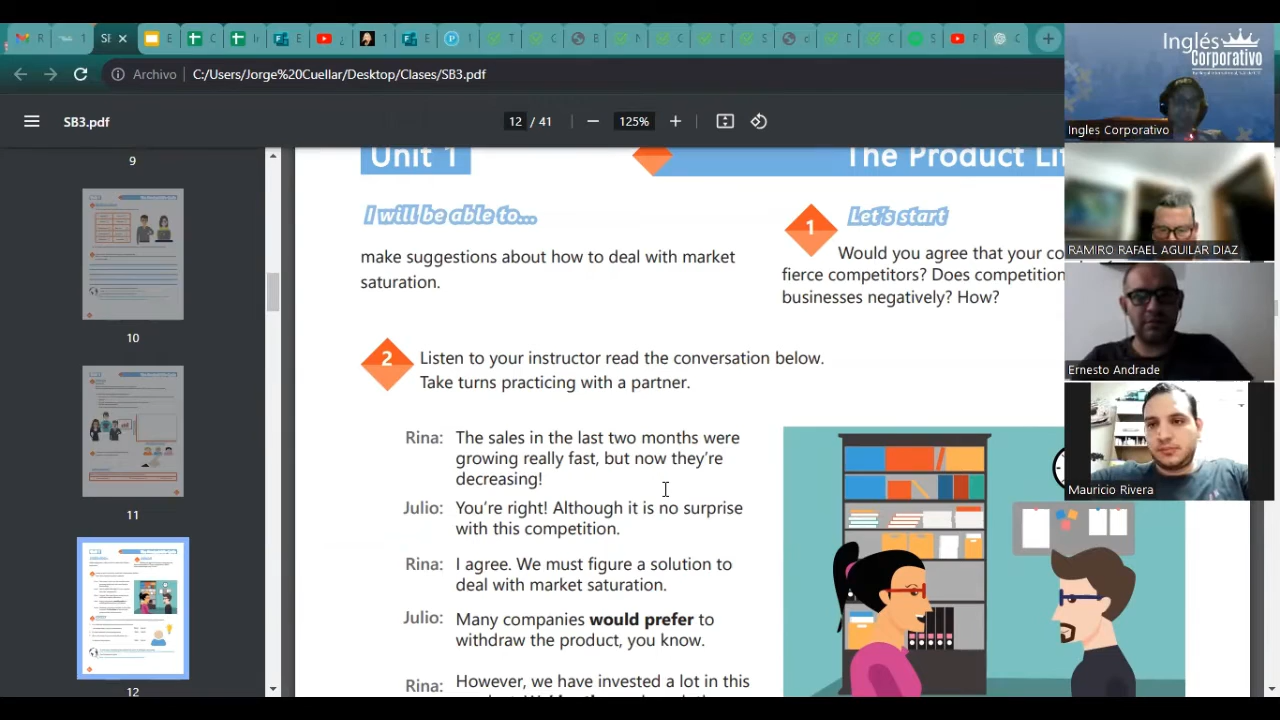 Archivo
C:/Users/Jorge%20Cuellar/Desktop/Clases/SB3.pdf
SB3.pdf
12 / 41
125%
9
10
11
12
Unit 1
The Product Li
I will be able to...
make suggestions about how to deal with market
saturation.
1
Let's start
Would you agree that your co
fierce competitors? Does competition
businesses negatively? How?
2
Listen to your instructor read the conversation below.
Take turns practicing with a partner.
Rina: The sales in the last two months were
growing really fast, but now they're
decreasing!
Julio: You're right! Although it is no surprise
with this competition.
Rina: I agree. We must figure a solution to
deal with market saturation.
Julio: Many companies would prefer to
withdraw the product, you know.
Rina: However, we have invested a lot in this
Inglés
Corporativo
Ingles Corporativo
RAMIRO RAFAEL AGUILAR DIAZ
Ernesto Andrade
Mauricio Rivera